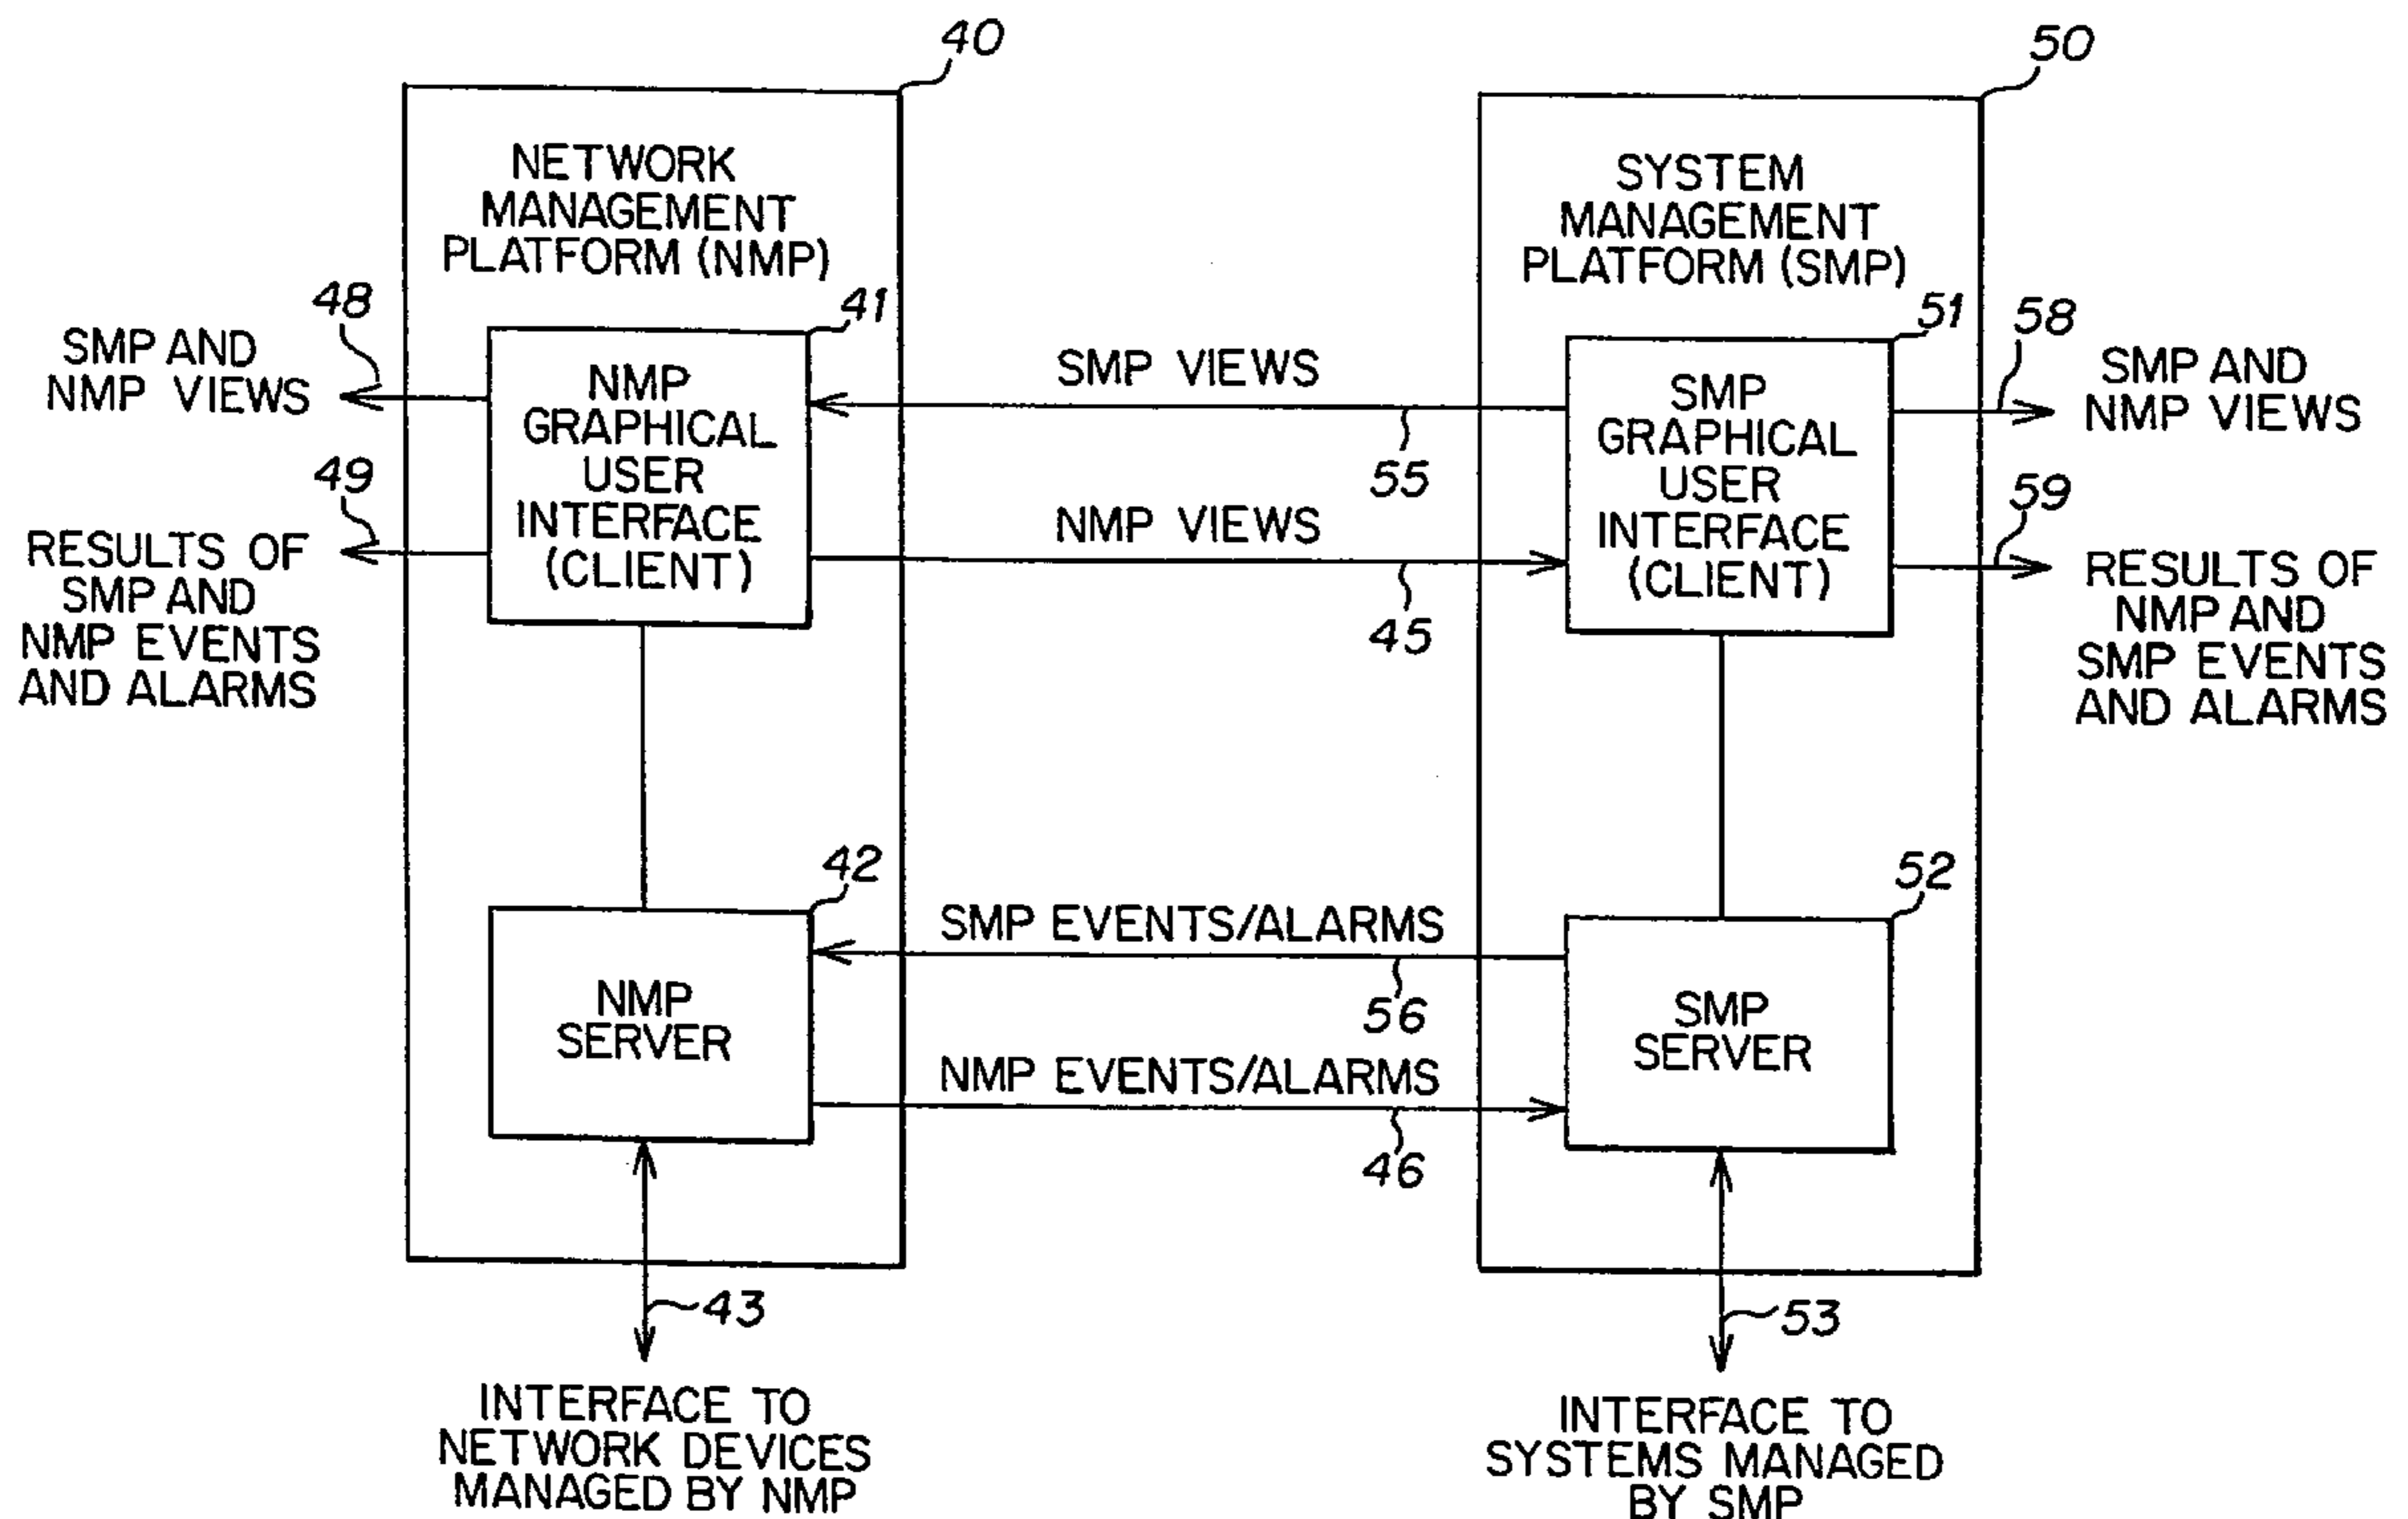 40
50
NETWORK
MANAGEMENT
PLATFORM (NMP)
SYSTEM
MANAGEMENT
PLATFORM (SMP)
48
41
51
58
SMP AND
NMP VIEWS
NMP
GRAPHICAL
USER
INTERFACE
(CLIENT)
SMP VIEWS
55
SMP
GRAPHICAL
USER
INTERFACE
(CLIENT)
SMP AND
NMP VIEWS
49
59
RESULTS OF
SMP AND
NMP EVENTS
AND ALARMS
NMP VIEWS
45
RESULTS OF
NMP AND
SMP EVENTS
AND ALARMS
42
52
NMP
SERVER
SMP EVENTS/ALARMS
56
NMP EVENTS/ALARMS
46
SMP
SERVER
43
53
INTERFACE TO
NETWORK DEVICES
MANAGED BY NMP
INTERFACE TO
SYSTEMS MANAGED
BY SMP